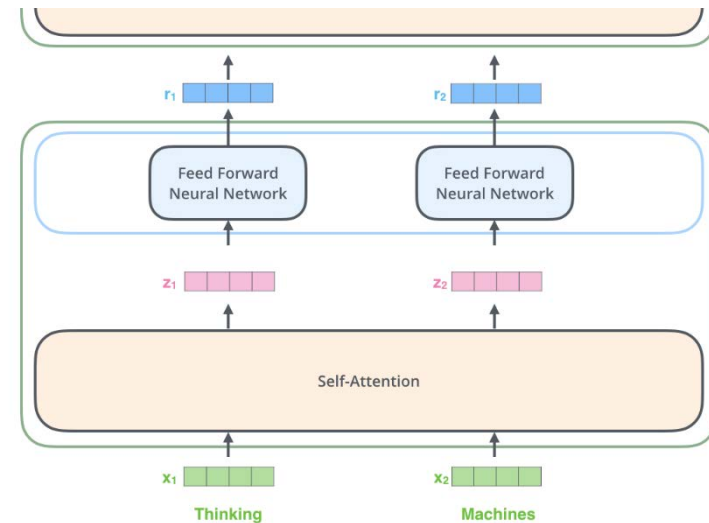 r₁ r₂
Feed Forward
Neural Network
Feed Forward
Neural Network
z₁ z₂
Self-Attention
x₁ x₂
Thinking Machines